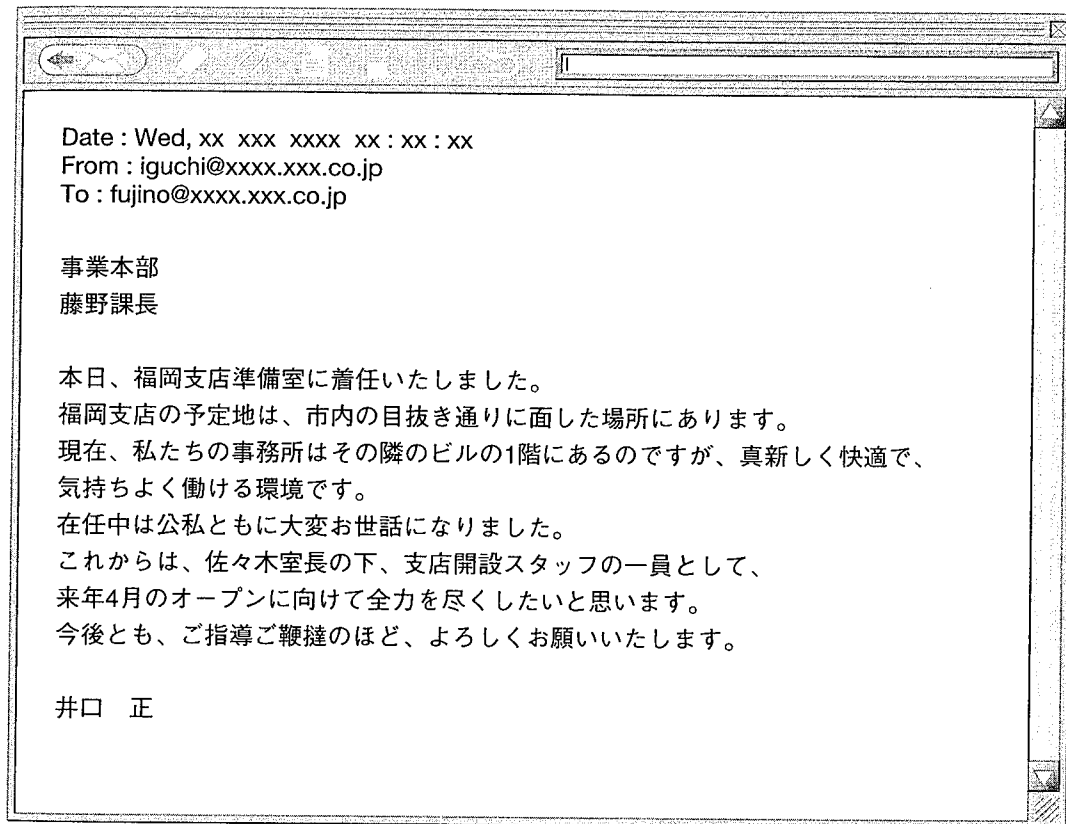 Date : Wed, xx xxx xxxx xx : xx : xx
From : iguchi@xxxx.xxx.co.jp
To : fujino@xxxx.xxx.co.jp
事業本部
藤野課長
本日、福岡支店準備室に着任いたしました。
福岡支店の予定地は、市内の目抜き通りに面した場所にあります。
現在、私たちの事務所はその隣のビルの1階にあるのですが、真新しく快適で、
気持ちよく働ける環境です。
在任中は公私ともに大変お世話になりました。
これからは、佐々木室長の下、支店開設スタッフの一員として、
来年4月のオープンに向けて全力を尽くしたいと思います。
今後とも、ご指導ご鞭撻のほど、よろしくお願いいたします。
井口　正